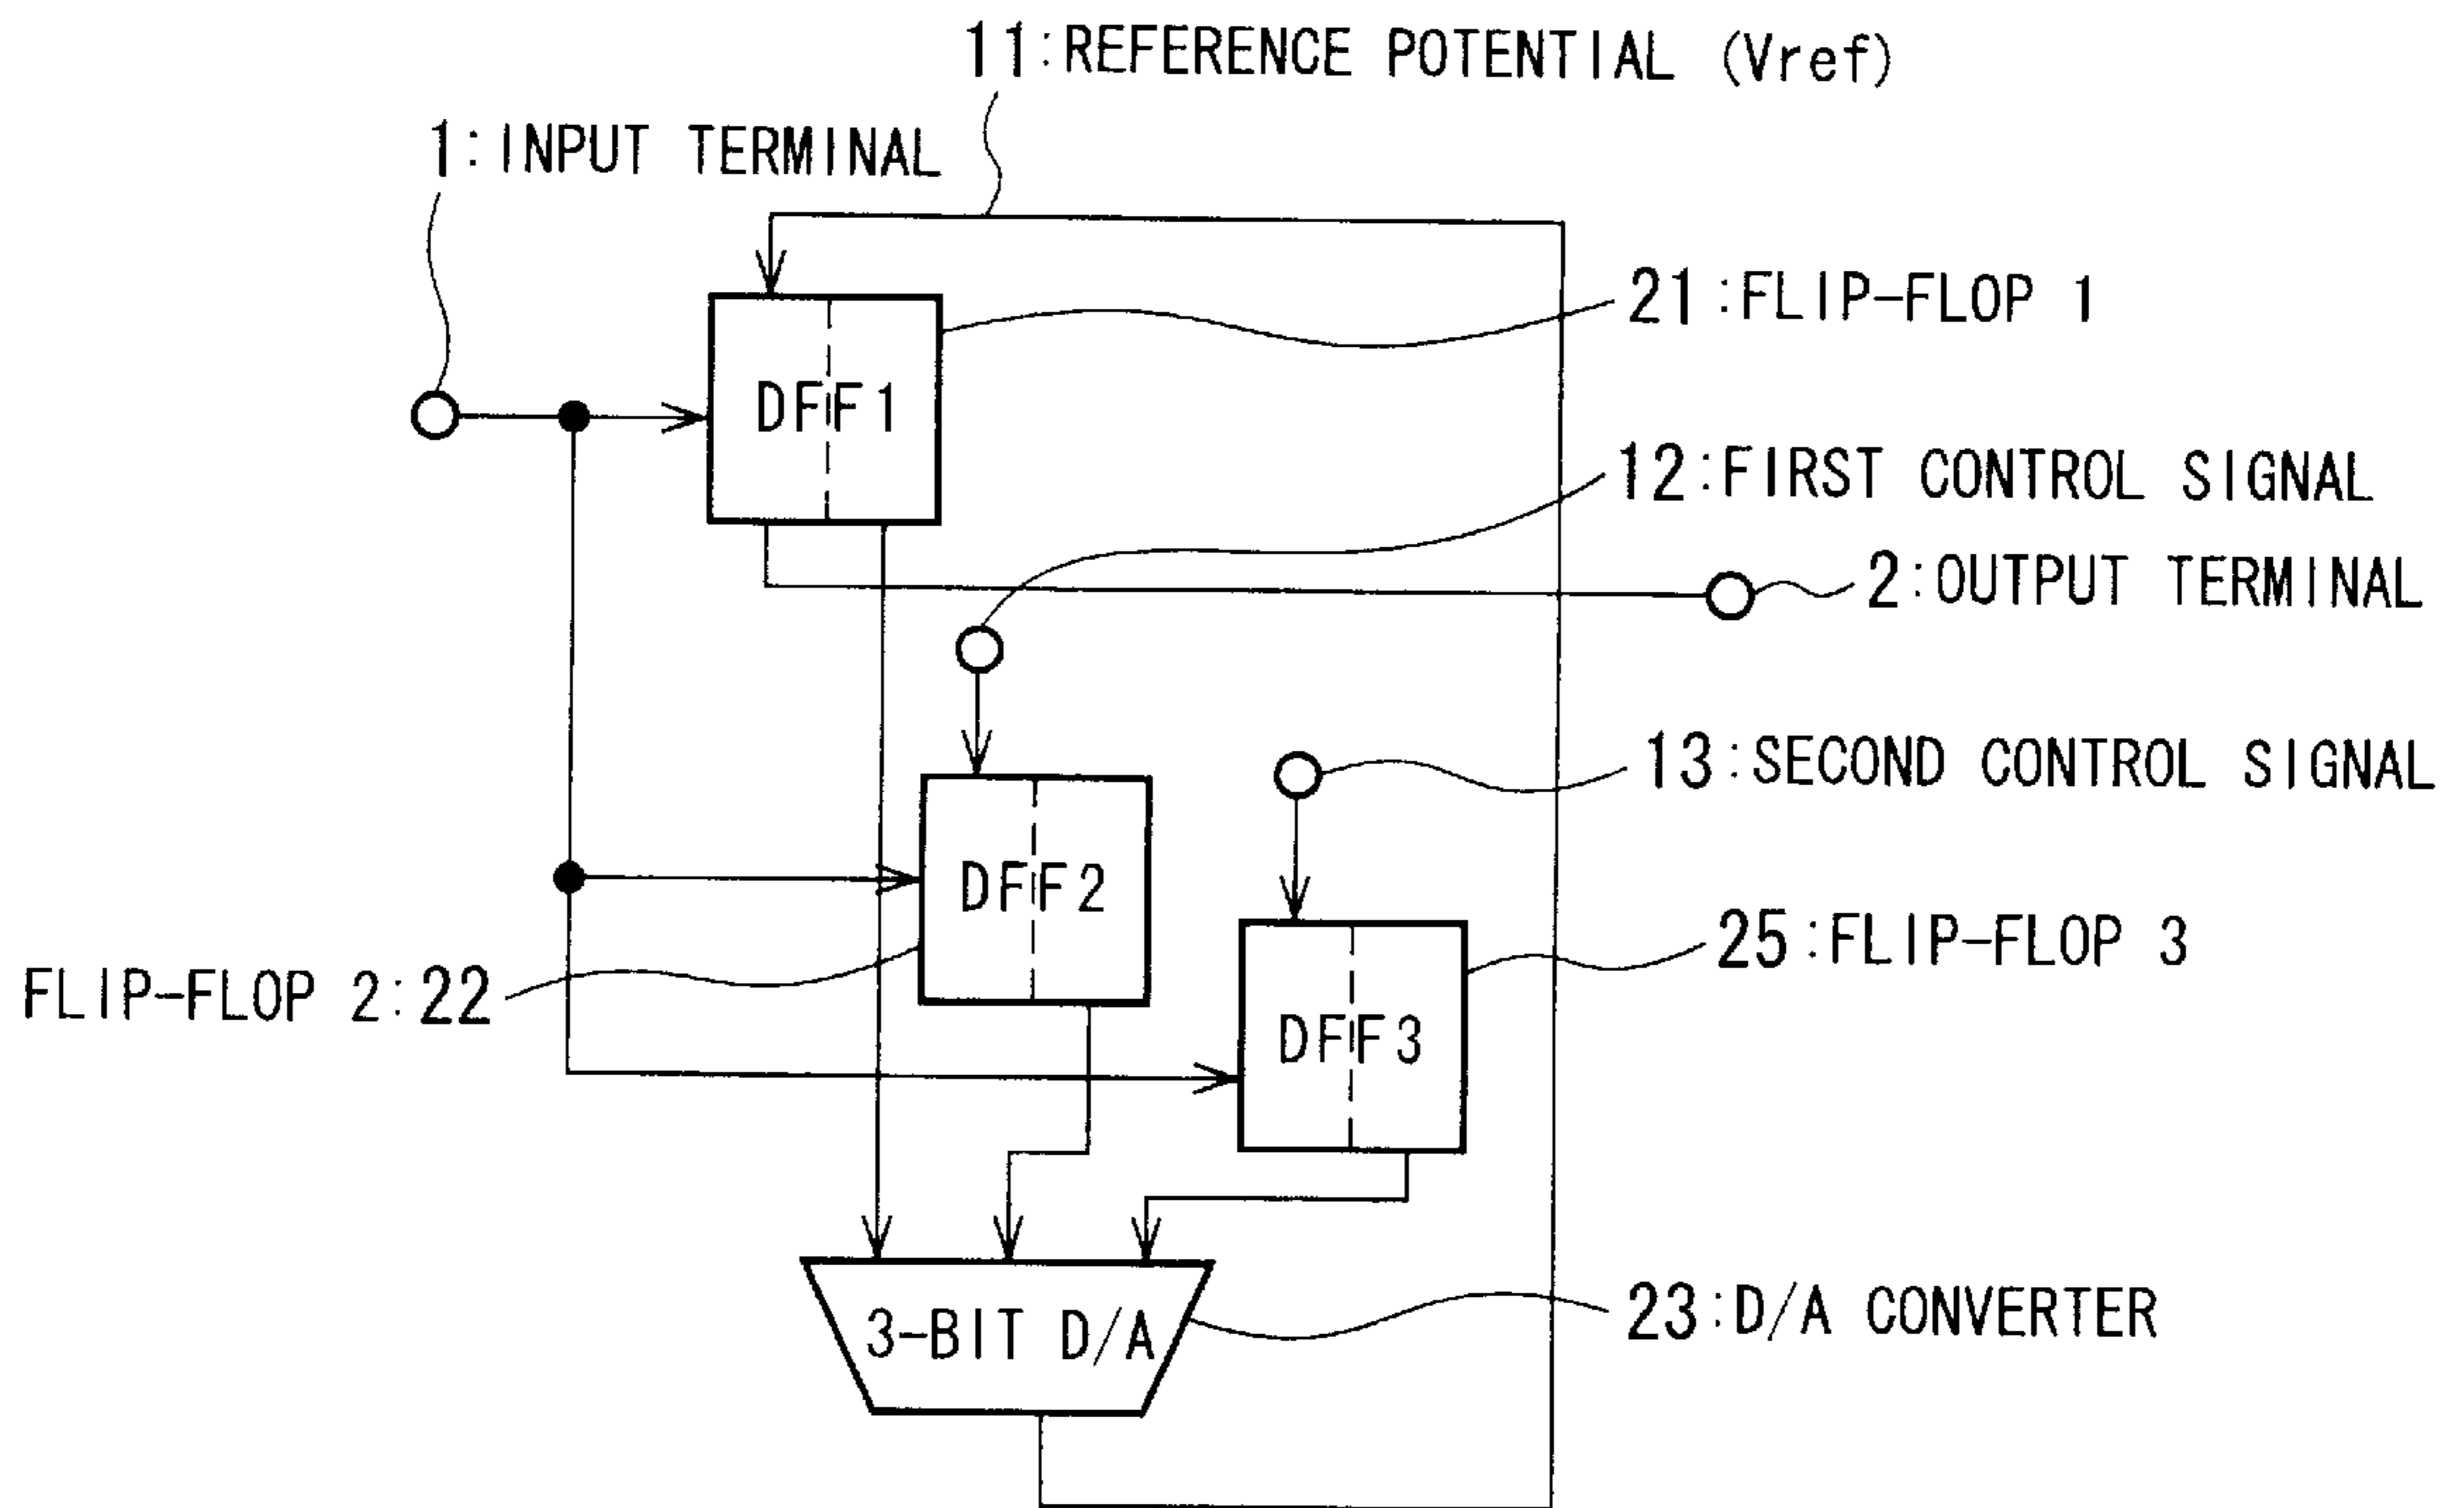 11:REFERENCE POTENTIAL (Vref)
1:INPUT TERMINAL
21:FLIP-FLOP 1
DFF1
12:FIRST CONTROL SIGNAL
2:OUTPUT TERMINAL
13:SECOND CONTROL SIGNAL
DFF2
25:FLIP-FLOP 3
FLIP-FLOP 2:22
DFF3
23:D/A CONVERTER
3-BIT D/A